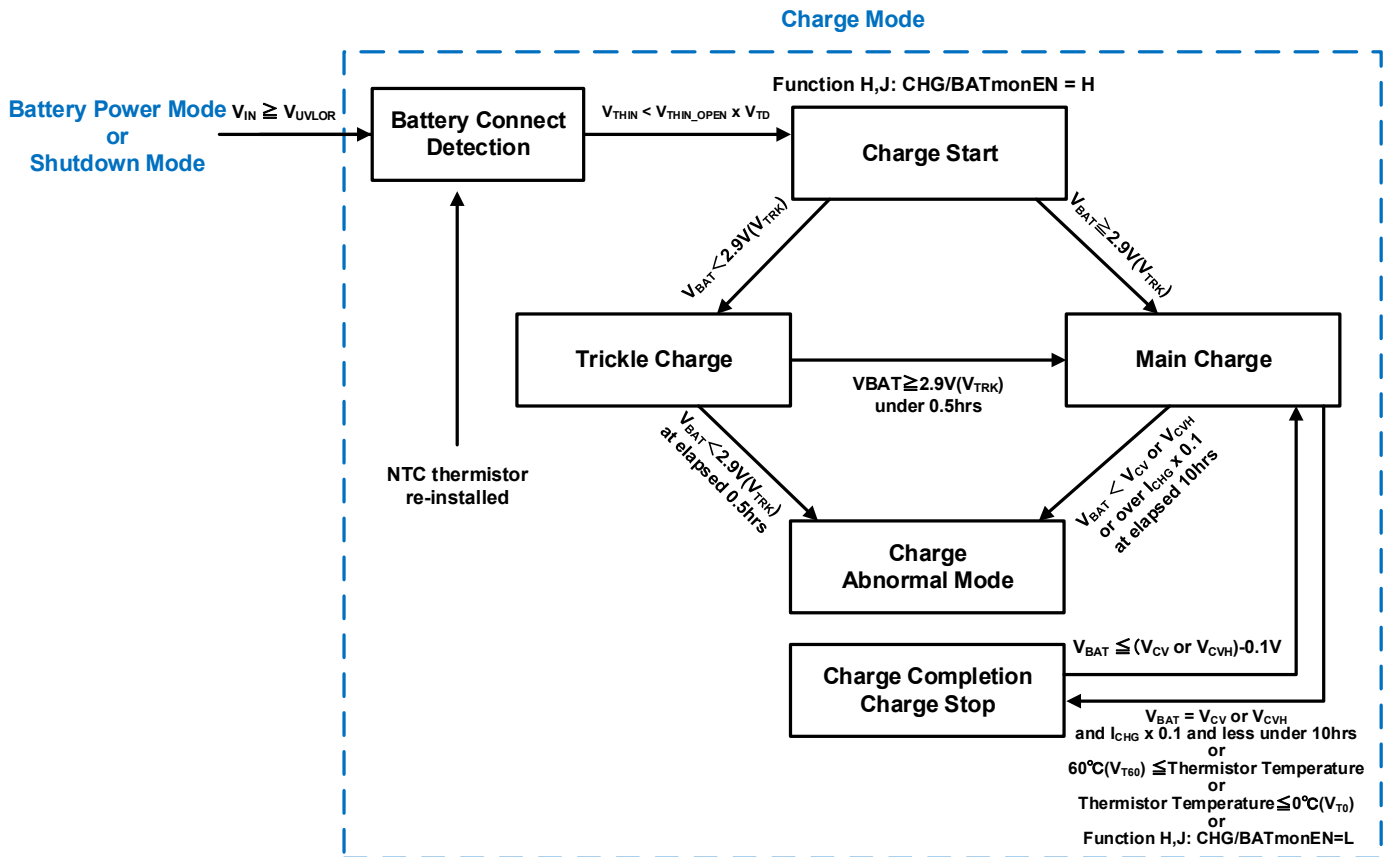 Charge Mode
Battery Power Mode
or
Shutdown Mode
VIN ≧ VUVLOR
Battery Connect
Detection
VTHIN < VTHIN_OPEN x VTD
Function H,J: CHG/BATmonEN = H
Charge Start
VBAT＜2.9V(VTRK)
VBAT≧2.9V(VTRK)
Trickle Charge
VBAT≧2.9V(VTRK)
under 0.5hrs
Main Charge
NTC thermistor
re-installed
VBAT＜2.9V(VTRK)
at elapsed 0.5hrs
VBAT＜VCV or VCVH
or over ICHG x 0.1
at elapsed 10hrs
Charge
Abnormal Mode
Charge Completion
Charge Stop
VBAT ≦(VCV or VCVH)-0.1V
VBAT = VCV or VCVH
and ICHG x 0.1 and less under 10hrs
or
60℃(VT60) ≦Thermistor Temperature
or
Thermistor Temperature≦0℃(VT0)
or
Function H,J: CHG/BATmonEN=L